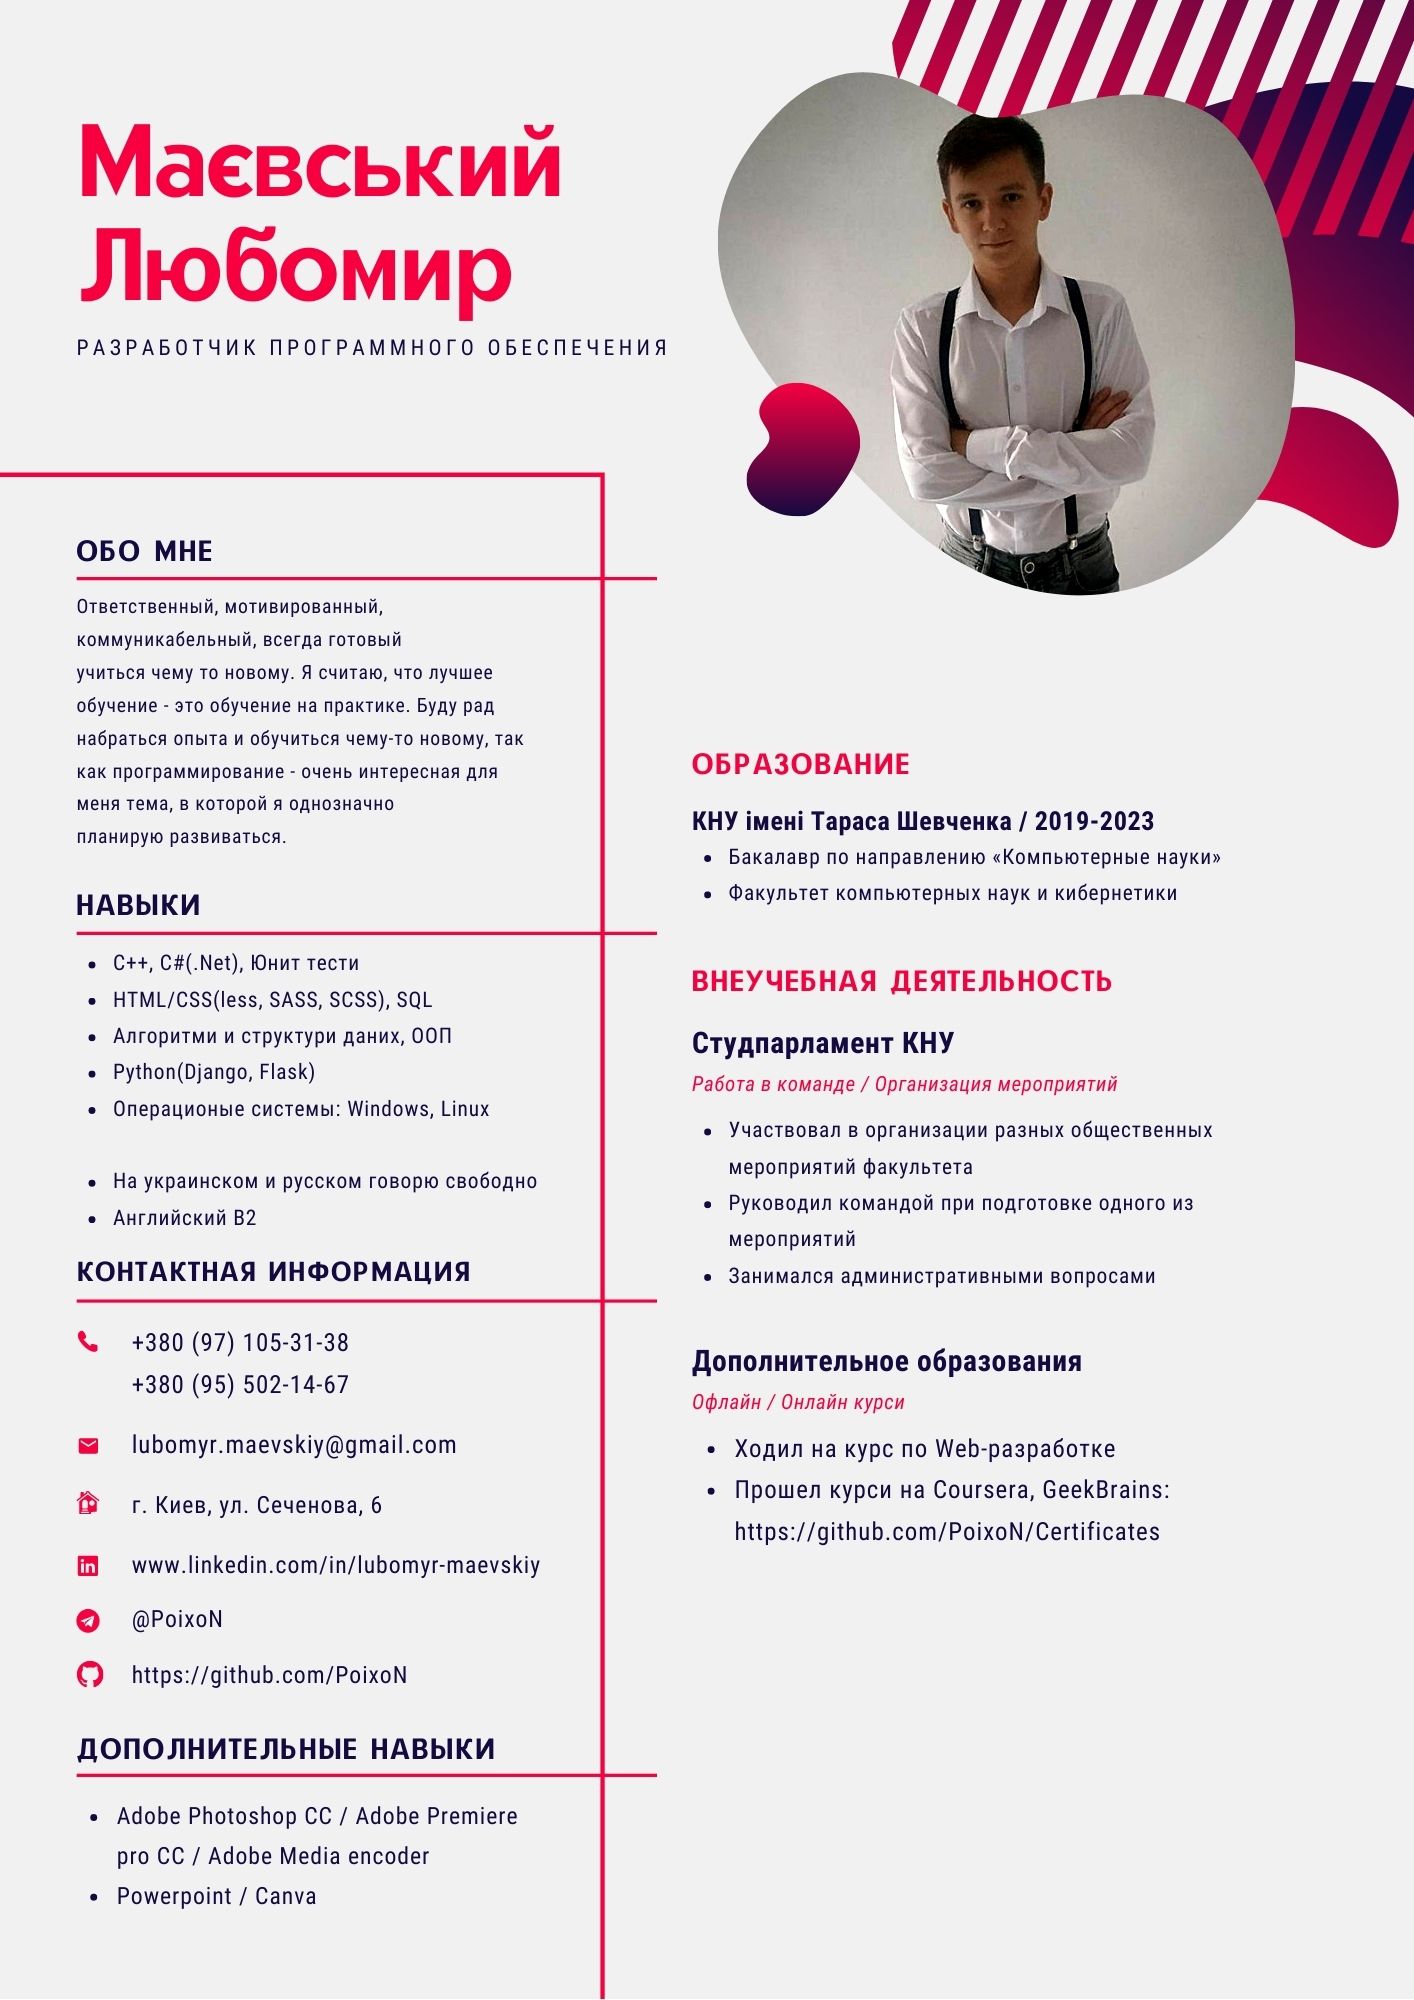 Маєвський
Любомир
РАЗРАБОТЧИК ПРОГРАММНОГО ОБЕСПЕЧЕНИЯ
ОБО МНЕ
Ответственный, мотивированный,
коммуникабельный, всегда готовый
учиться чему то новому. Я считаю, что лучшее
обучение - это обучение на практике. Буду рад
набраться опыта и обучиться чему-то новому, так
как программирование - очень интересная для
меня тема, в которой я однозначно
планирую развиваться.
НАВЫКИ
C++, C#(.Net), Юнит тести
HTML/CSS(less, SASS, SCSS), SQL
Алгоритми и структури даних, ООП
Python(Django, Flask)
Операционые системы: Windows, Linux
На украинском и русском говорю свободно
Английский B2
КОНТАКТНАЯ ИНФОРМАЦИЯ
+380 (97) 105-31-38
+380 (95) 502-14-67
lubomyr.maevskiy@gmail.com
г. Киев, ул. Сеченова, 6
in
www.linkedin.com/in/lubomyr-maevskiy
@PoixoN
https://github.com/PoixoN
ДОПОЛНИТЕЛЬНЫЕ НАВЫКИ
Adobe Photoshop CC / Adobe Premiere
pro CC / Adobe Media encoder
Powerpoint / Canva
ОБРАЗОВАНИЕ
КНУ імені Тараса Шевченка / 2019-2023
Бакалавр по направлению «Компьютерные науки»
Факультет компьютерных наук и кибернетики
ВНЕУЧЕБНАЯ ДЕЯТЕЛЬНОСТЬ
Студпарламент КНУ
Работа в команде / Организация мероприятий
Участвовал в организации разных общественных
мероприятий факультета
Руководил командой при подготовке одного из
мероприятий
Занимался административными вопросами
Дополнительное образования
Офлайн / Онлайн курси
Ходил на курс по Web-разработке
Прошел курси на Coursera, GeekBrains:
https://github.com/PoixoN/Certificates